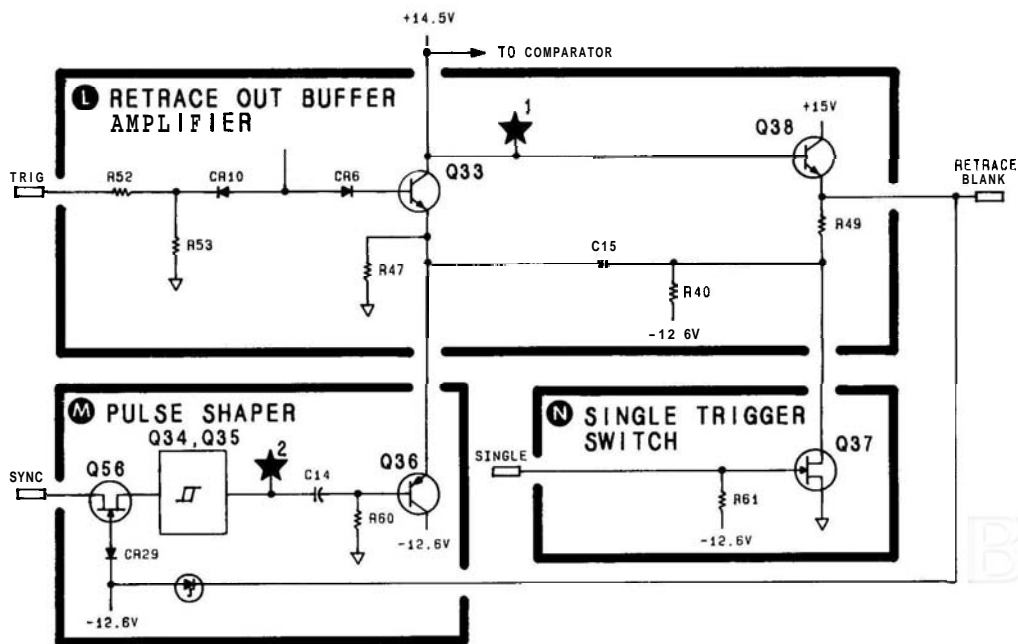 +14.5V
TO COMPARATOR
L RETRACE OUT BUFFER
AMPLIFIER
1
+15V
Q38
TRIG
R52
CR10
CR6
Q33
RETRACE
BLANK
R53
R47
C15
R49
R40
-12 6V
M PULSE SHAPER
Q34,Q35
2
N SINGLE TRIGGER
SWITCH
SYNC
Q56
C14
Q36
SINGLE
Q37
R60
R61
CR29
-12.6V
-12.6V
-12.6V
B